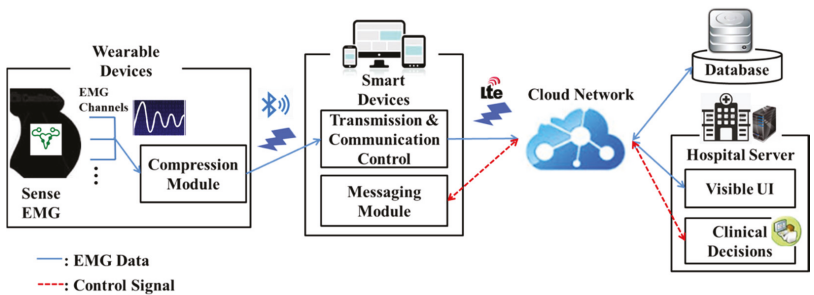 Wearable
Devices
EMG
Channels
Compression
Module
Sense
EMG
Smart
Devices
Transmission &
Communication
Control
Messaging
Module
Lte
Cloud Network
Database
Hospital Server
Visible UI
Clinical
Decisions
: EMG Data
: Control Signal